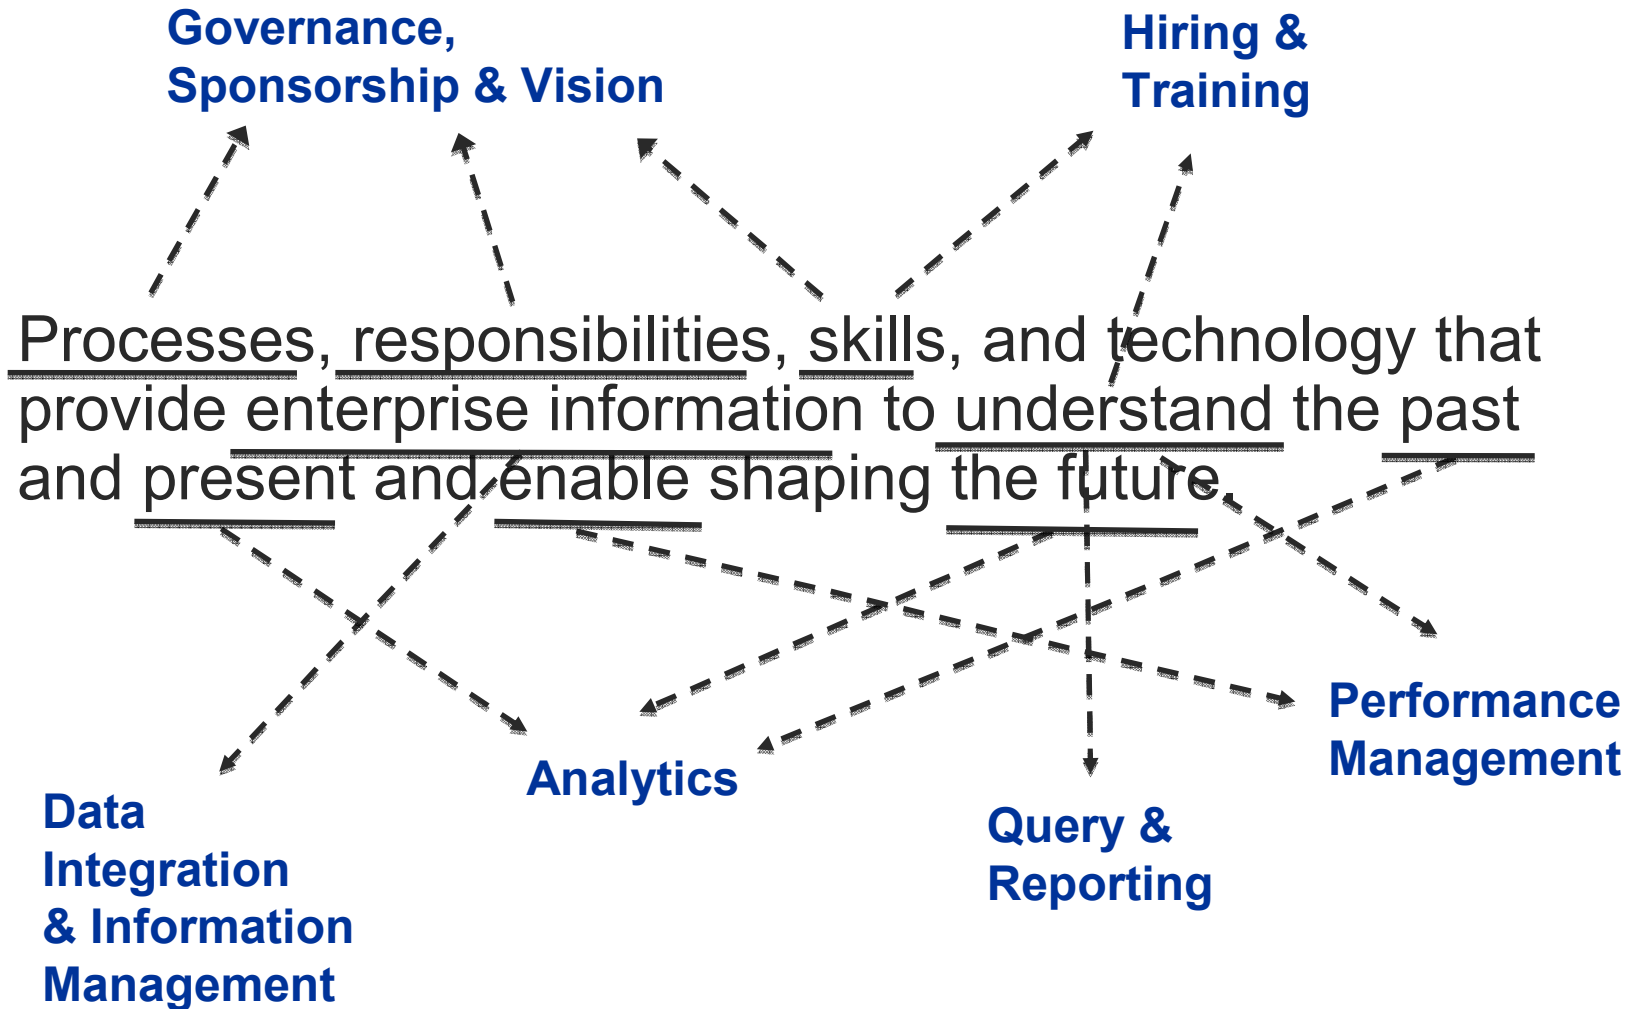 Governance,
Sponsorship & Vision
Hiring &
Training
Processes, responsibilities, skills, and technology that
provide enterprise information to understand the past
and present and enable shaping the future.
Performance
Management
Analytics
Data
Integration
& Information
Management
Query &
Reporting